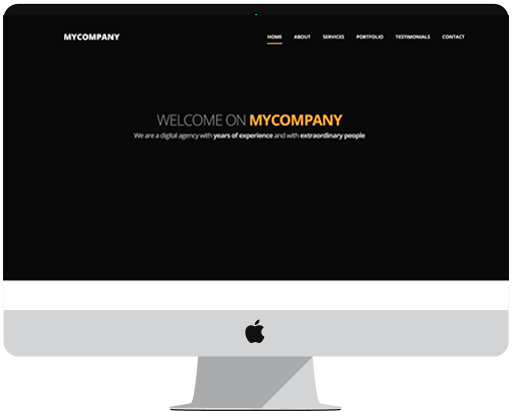 MYCOMPANY HOME ABOUT SERVICES PORTFOLIO TESTIMONIALS CONTACT
WELCOME ON MYCOMPANY
We are a digital agency with years of experience and with extraordinary people